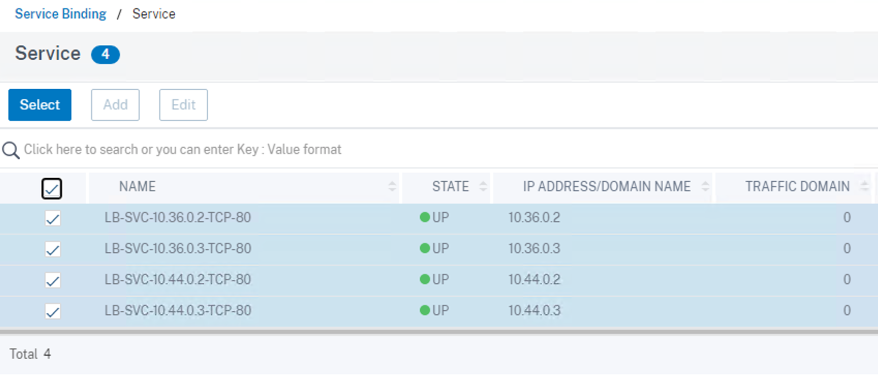 Service Binding / Service
Service 4
Select Add Edit
Click here to search or you can enter Key : Value format
NAME STATE IP ADDRESS/DOMAIN NAME TRAFFIC DOMAIN
LB-SVC-10.36.0.2-TCP-80 UP 10.36.0.2 0
LB-SVC-10.36.0.3-TCP-80 UP 10.36.0.3 0
LB-SVC-10.44.0.2-TCP-80 UP 10.44.0.2 0
LB-SVC-10.44.0.3-TCP-80 UP 10.44.0.3 0
Total 4